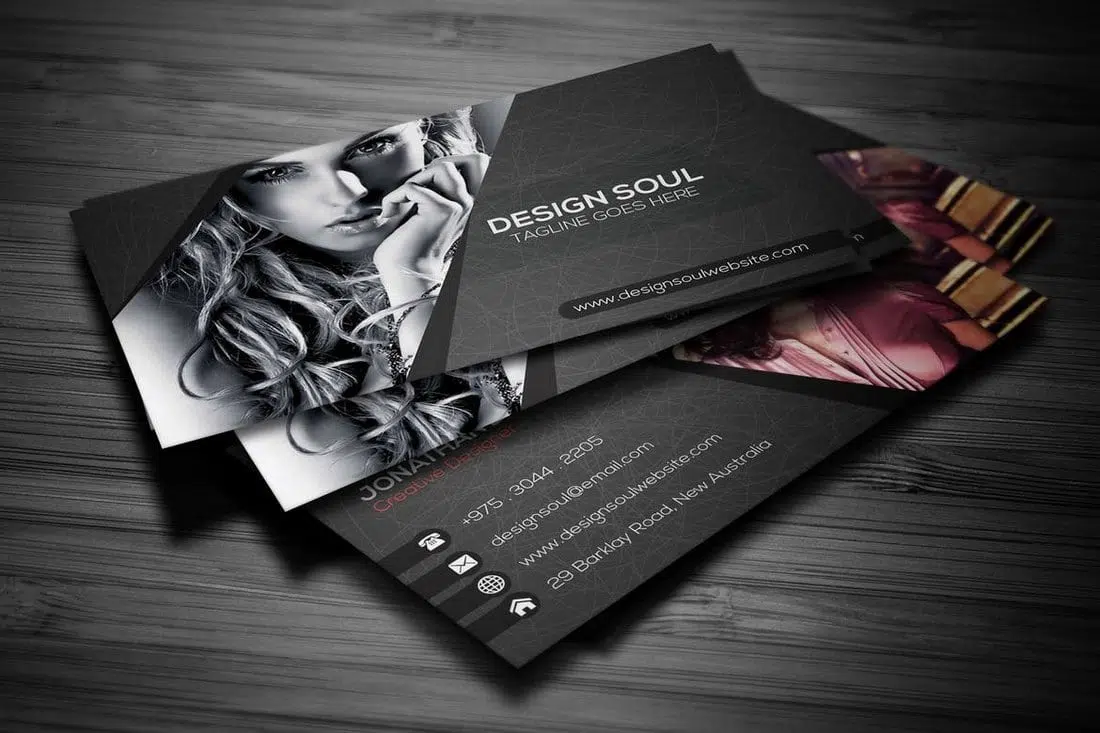 DESIGN SOUL
TAGLINE GOES HERE
www.designsoulwebsite.com
Creative Designer
+975 . 3044 . 2205
designsoul@email.com
www.designsoulwebsite.com
29 Barklay Road, New Australia